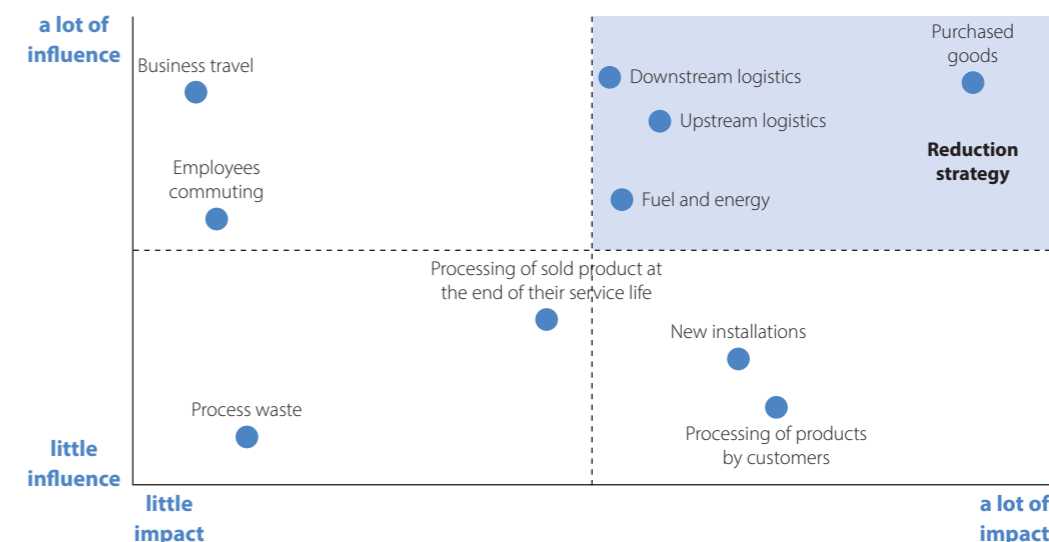 a lot of
influence
Business travel
Employees
commuting
Downstream logistics
Upstream logistics
Fuel and energy
Purchased
goods
Reduction
strategy
Processing of sold product at
the end of their service life
New installations
Process waste
Processing of products
by customers
little
influence
little
impact
a lot of
impact